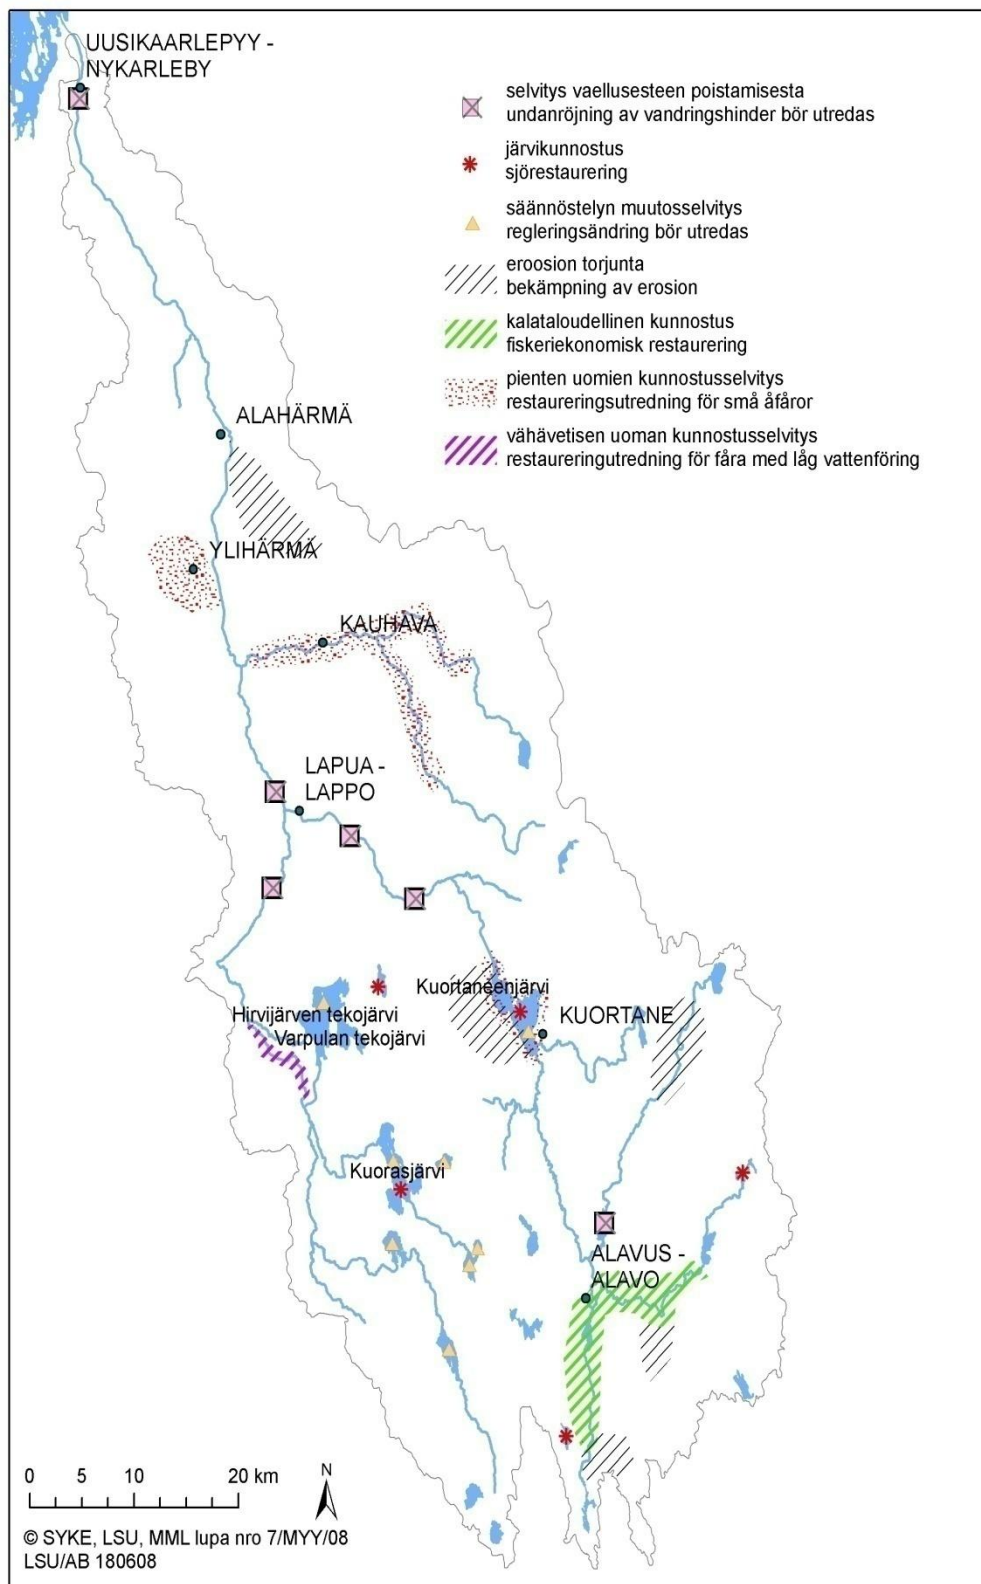 UUSIKAARLEPYY -
NYKARLEBY
selvitys vaellusesteen poistamisesta
undanröjning av vandringshinder bör utredas
järvikunnostus
sjörestaurering
säännöstelyn muutosselvitys
regleringsändring bör utredas
eroosion torjunta
bekämpning av erosion
kalataloudellinen kunnostus
fiskeriekonomisk restaurering
pienten uomien kunnostusselvitys
restaureringsutredning för små åfåror
vähävetisen uoman kunnostusselvitys
restaureringutredning för fåra med låg vattenföring
ALAHÄRMÄ
YLIHÄRMÄ
KAUHAVA
LAPUA -
LAPPO
Kuortaneenjärvi
Hirvijärven tekojärvi
KUORTANE
Varpulan tekojärvi
Kuorasjärvi
ALAVUS -
ALAVO
0 5 10 20 km
N
© SYKE, LSU, MML lupa nro 7/MYY/08
LSU/AB 180608